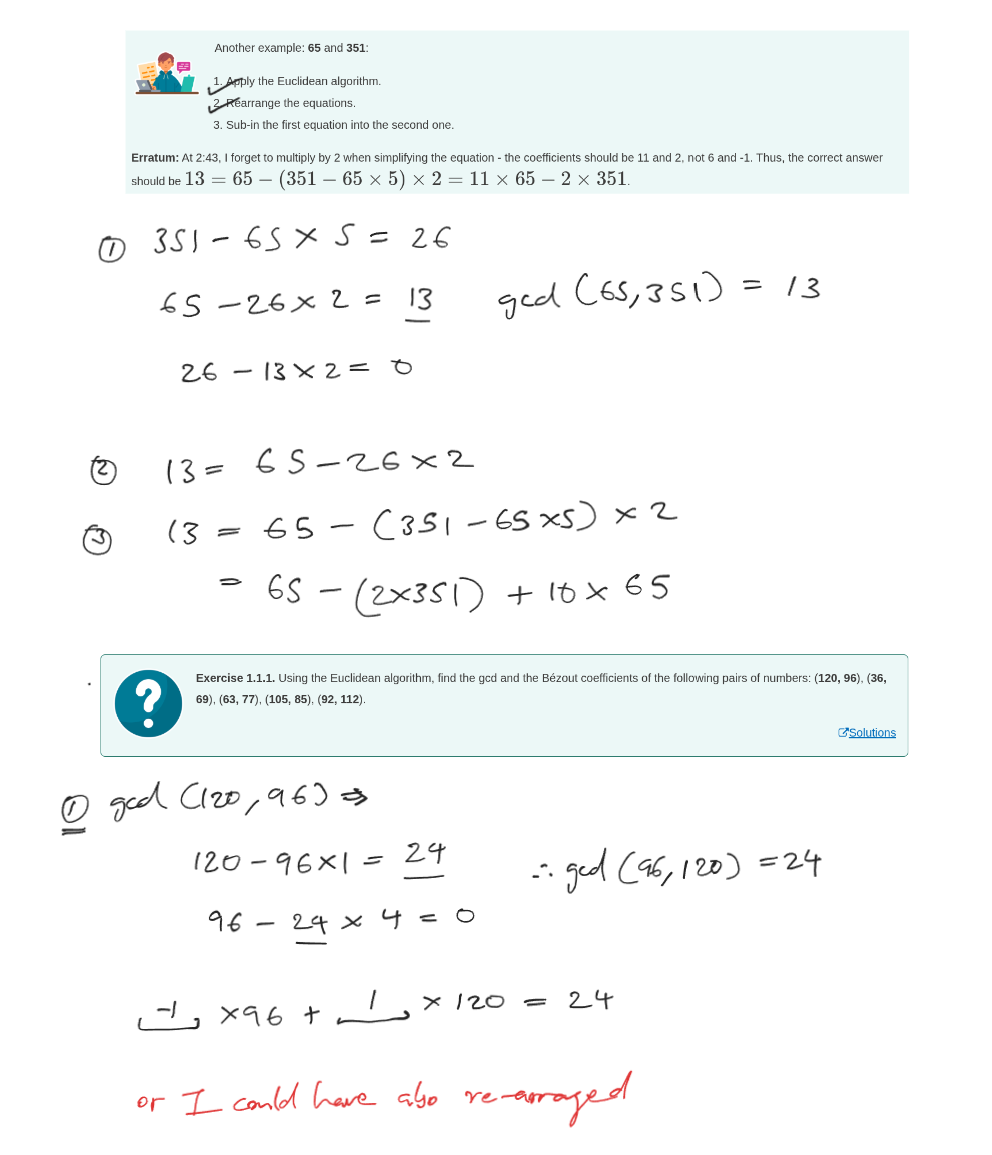 Another example: 65 and 351:
1. Apply the Euclidean algorithm.
2. Rearrange the equations.
3. Sub-in the first equation into the second one.
Erratum: At 2:43, I forget to multiply by 2 when simplifying the equation - the coefficients should be 11 and 2, not 6 and -1. Thus, the correct answer
should be 13 = 65 − (351 − 65 × 5) × 2 = 11 × 65 − 2 × 351.
① 351 - 65 × 5 = 26
65 - 26 × 2 = 13 gcd (65,351) = 13
26 - 13 × 2 = 0
② 13 = 65 - 26 × 2
③ 13 = 65 - (351 - 65 × 5) × 2
= 65 - (2×351) + 10 × 65
Exercise 1.1.1. Using the Euclidean algorithm, find the gcd and the Bézout coefficients of the following pairs of numbers: (120, 96), (36,
69), (63, 77), (105, 85), (92, 112).
Solutions
① gcd (120, 96) ⇒
120 - 96 × 1 = 24 ∴ gcd (96, 120) = 24
96 - 24 × 4 = 0
-1 × 96 + 1 × 120 = 24
or I could have also re-arraged